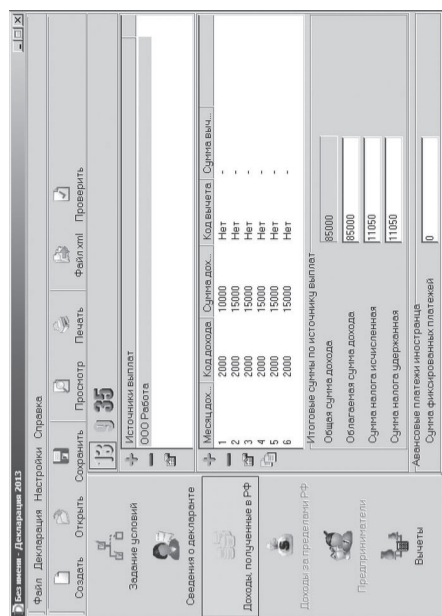 Без имени - Декларация 2013
Файл Декларация Настройки Справка
Создать Открыть Сохранить Просмотр Печать Файл xml Проверить
Задание условий
Сведения о декларанте
Доходы, полученные в РФ
Доходы за пределами РФ
Предприниматели
Вычеты
13 9 35
Источники выплат
ООО Работа
Месяц дох... Код дохода Сумма дох... Код вычета Сумма выч...
1 2000 10000 Нет -
2 2000 15000 Нет -
3 2000 15000 Нет -
4 2000 15000 Нет -
5 2000 15000 Нет -
6 2000 15000 Нет -
Итоговые суммы по источнику выплат
Общая сумма дохода 85000
Облагаемая сумма дохода 85000
Сумма налога исчисленная 11050
Сумма налога удержанная 11050
Авансовые платежи иностранца
Сумма фиксированных платежей 0